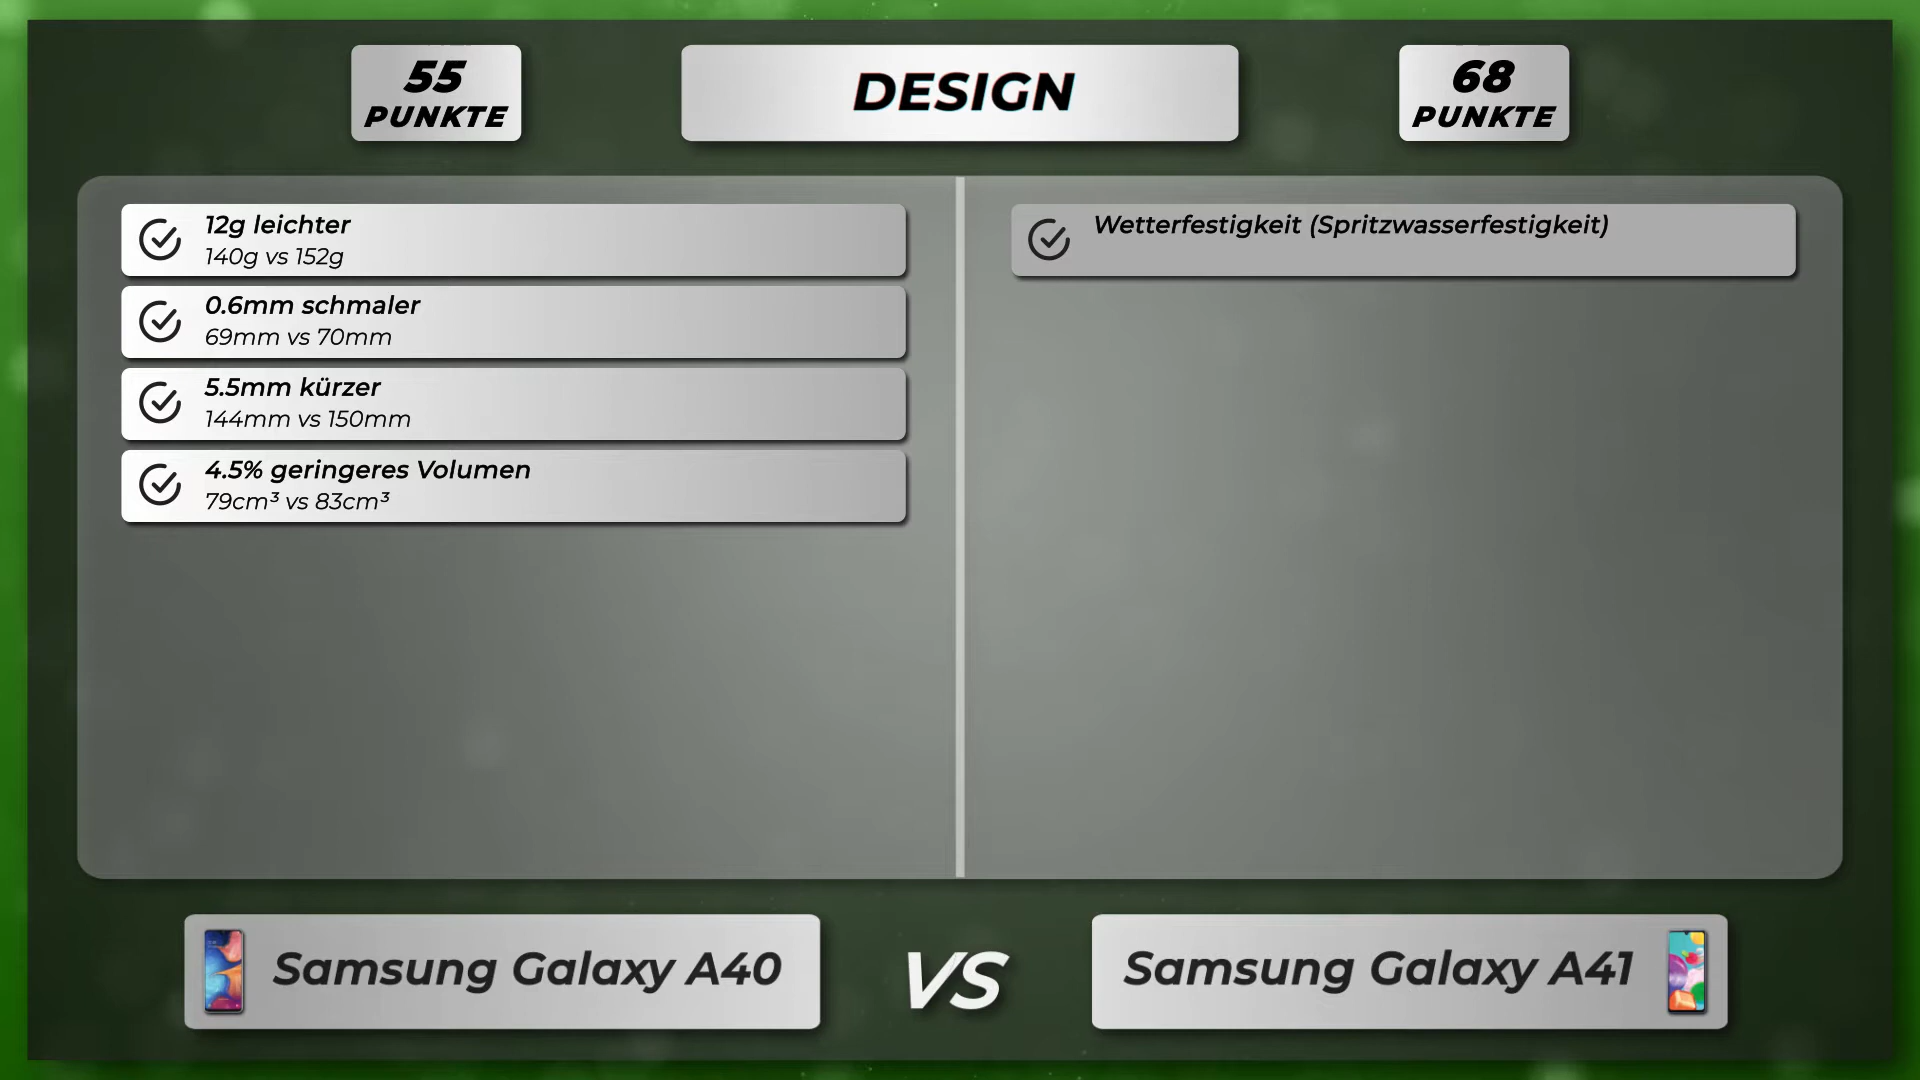 55
PUNKTE
DESIGN
68
PUNKTE
12g leichter
140g vs 152g
0.6mm schmaler
69mm vs 70mm
5.5mm kürzer
144mm vs 150mm
4.5% geringeres Volumen
79cm³ vs 83cm³
Wetterfestigkeit (Spritzwasserfestigkeit)
Samsung Galaxy A40
VS
Samsung Galaxy A41